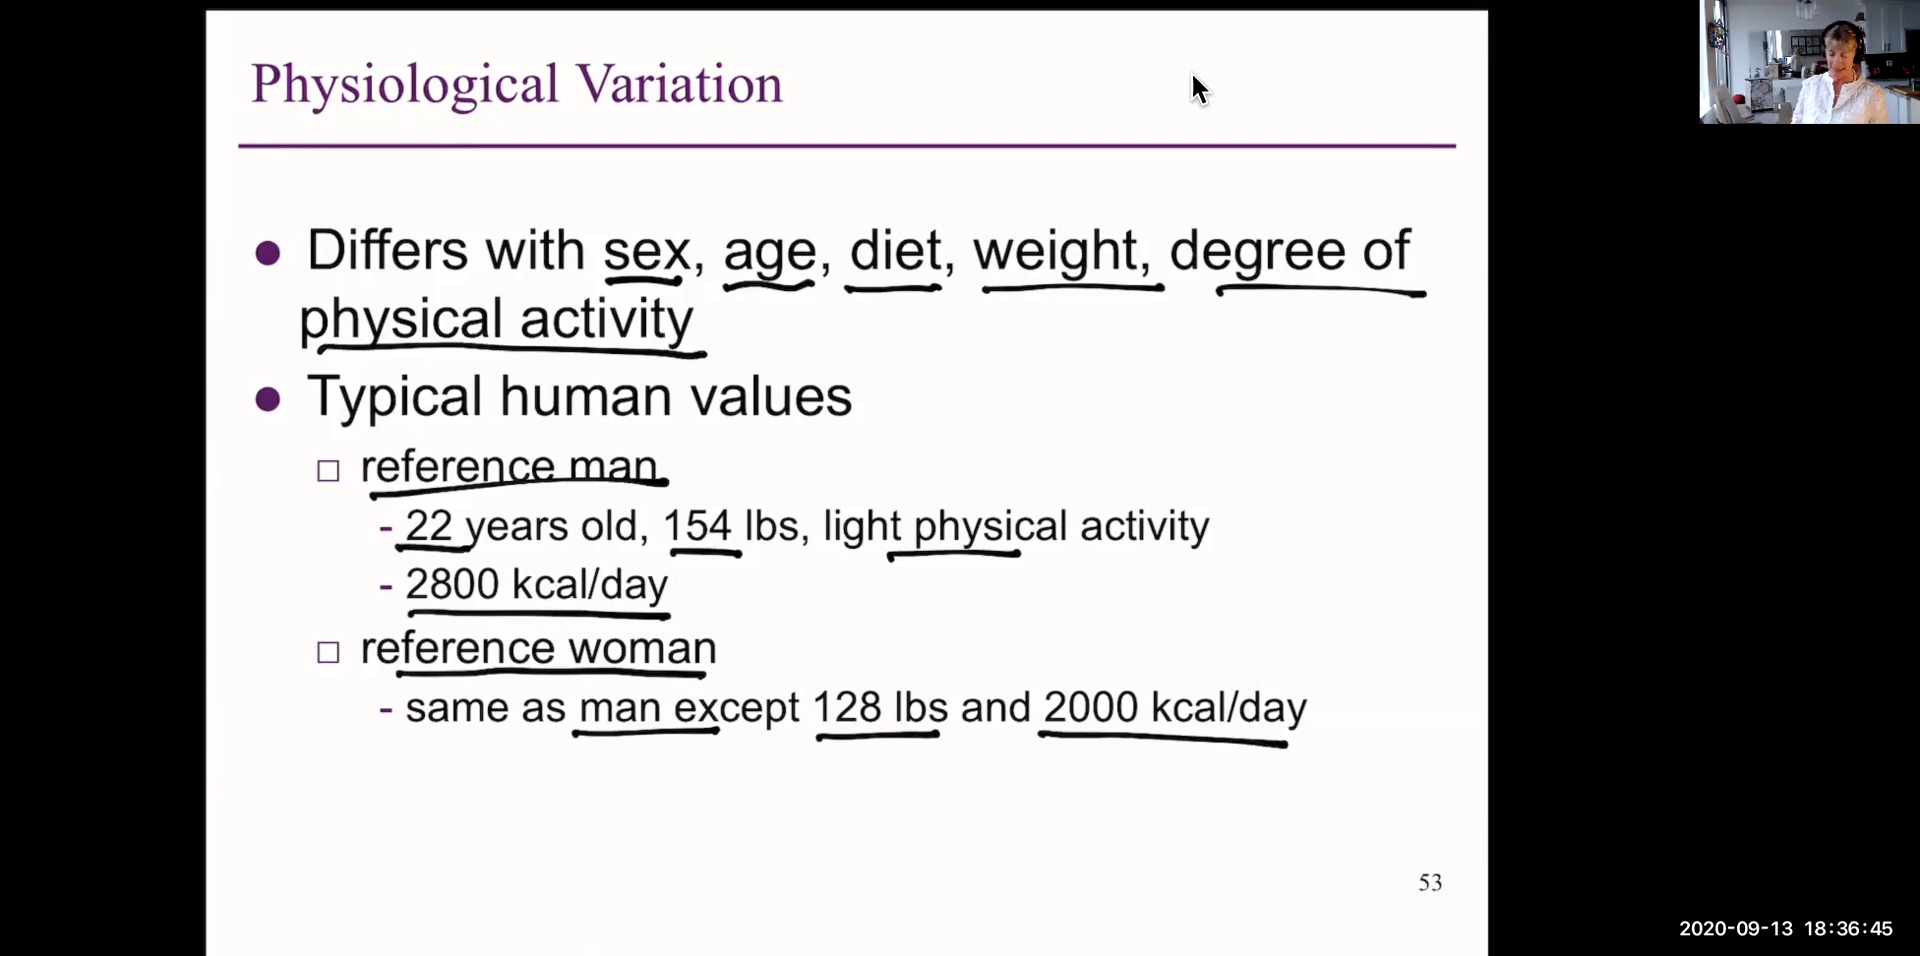 Physiological Variation
● Differs with sex, age, diet, weight, degree of
physical activity
● Typical human values
□ reference man
- 22 years old, 154 lbs, light physical activity
- 2800 kcal/day
□ reference woman
- same as man except 128 lbs and 2000 kcal/day
53
2020-09-13 18:36:45